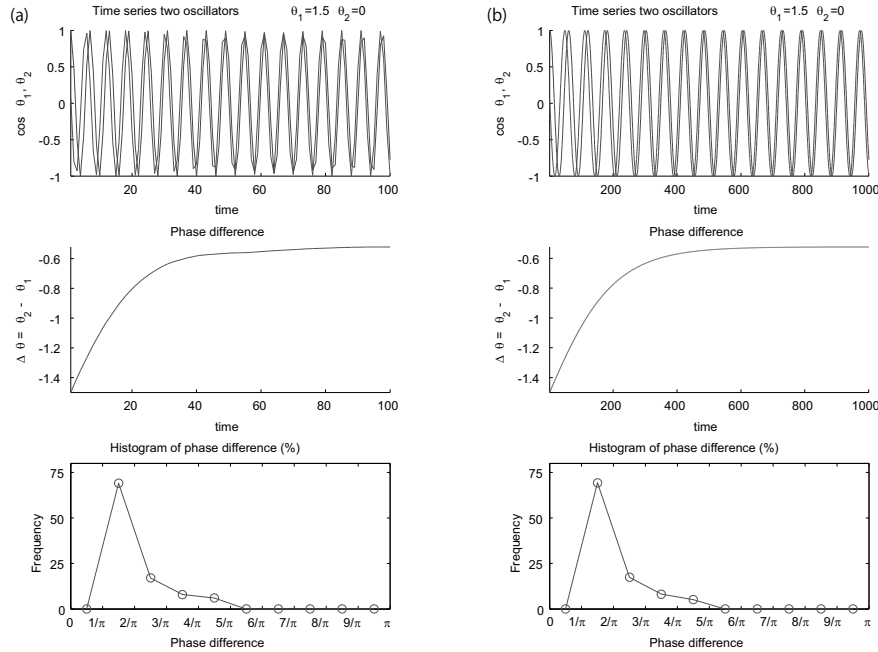 (a)
Time series two oscillators θ1=1.5 θ2=0
1
0.5
0
-0.5
-1
cos θ1, θ2
20 40 60 80 100
time
Phase difference
-0.6
-0.8
-1
-1.2
-1.4
Δ θ = θ2 - θ1
20 40 60 80 100
time
Histogram of phase difference (%)
75
50
25
0
Frequency
0 1/π 2/π 3/π 4/π 5/π 6/π 7/π 8/π 9/π π
Phase difference
(b)
Time series two oscillators θ1=1.5 θ2=0
1
0.5
0
-0.5
-1
cos θ1, θ2
200 400 600 800 1000
time
Phase difference
-0.6
-0.8
-1
-1.2
-1.4
Δ θ = θ2 - θ1
200 400 600 800 1000
time
Histogram of phase difference (%)
75
50
25
0
Frequency
0 1/π 2/π 3/π 4/π 5/π 6/π 7/π 8/π 9/π π
Phase difference